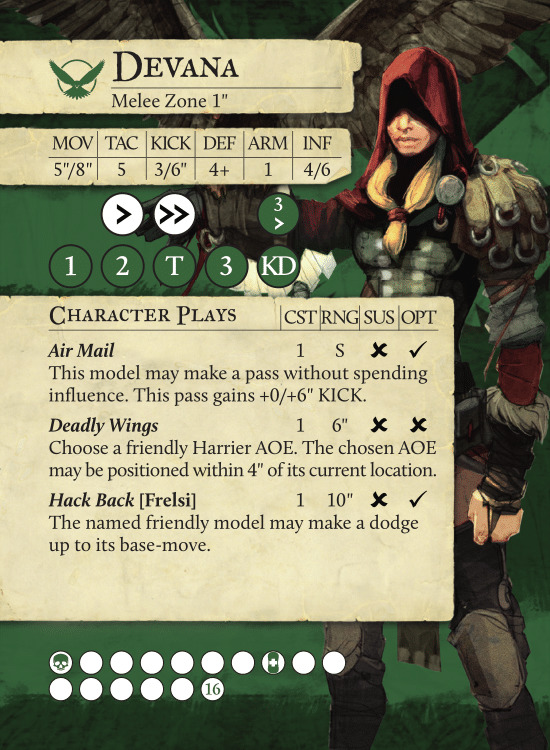 Devana
Melee Zone 1"
MOV TAC KICK DEF ARM INF
5"/8" 5 3/6" 4+ 1 4/6
> >> 3 >
1 2 T 3 KD
Character Plays CST RNG SUS OPT
Air Mail 1 S ✘ ✓
This model may make a pass without spending
influence. This pass gains +0/+6" KICK.
Deadly Wings 1 6" ✘ ✘
Choose a friendly Harrier AOE. The chosen AOE
may be positioned within 4" of its current location.
Hack Back [Frelsi] 1 10" ✘ ✓
The named friendly model may make a dodge
up to its base-move.
16